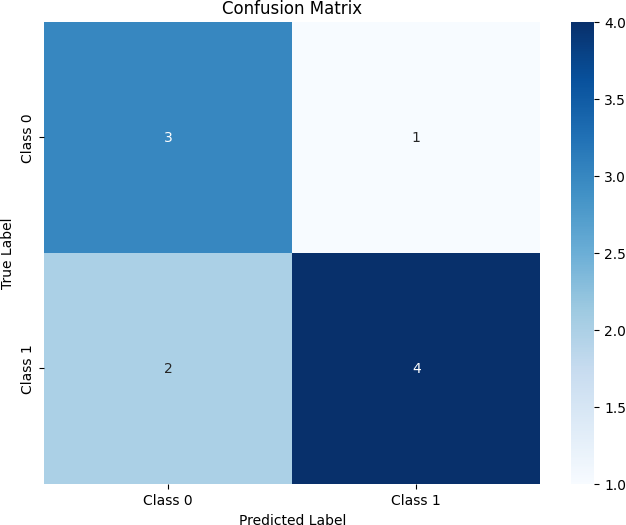 Confusion Matrix
True Label
Class 0
Class 1
3
1
2
4
Class 0
Class 1
Predicted Label
4.0
3.5
3.0
2.5
2.0
1.5
1.0